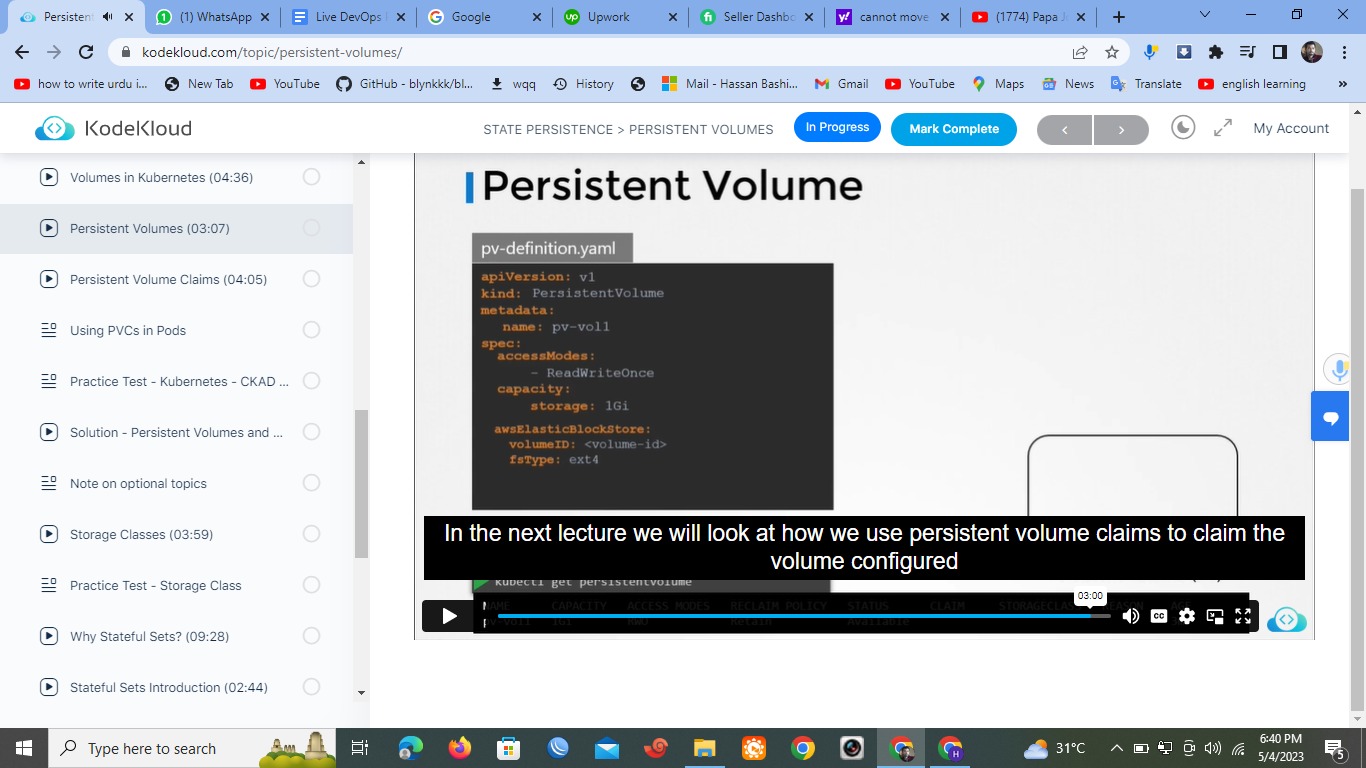 Persistent
(1) WhatsApp
Live DevOps
Google
Upwork
Seller Dashbo
cannot move
(1774) Papa J
kodekloud.com/topic/persistent-volumes/
how to write urdu i...
New Tab
YouTube
GitHub - blynkkk/bl...
wqq
History
Mail - Hassan Bashi...
Gmail
YouTube
Maps
News
Translate
english learning
»
KodeKloud
STATE PERSISTENCE > PERSISTENT VOLUMES
In Progress
Mark Complete
<
>
My Account
Volumes in Kubernetes (04:36)
Persistent Volumes (03:07)
Persistent Volume Claims (04:05)
Using PVCs in Pods
Practice Test - Kubernetes - CKAD ...
Solution - Persistent Volumes and ...
Note on optional topics
Storage Classes (03:59)
Practice Test - Storage Class
Why Stateful Sets? (09:28)
Stateful Sets Introduction (02:44)
Persistent Volume
pv-definition.yaml
apiVersion: v1
kind: PersistentVolume
metadata:
name: pv-vol1
spec:
accessModes:
- ReadWriteOnce
capacity:
storage: 1Gi
awsElasticBlockStore:
volumeID: <volume-id>
fsType: ext4
In the next lecture we will look at how we use persistent volume claims to claim the
volume configured
kubectl get persistentvolume
03:00
NAME CAPACITY ACCESS MODES RECLAIM POLICY STATUS CLAIM STORAGECLASS REASON
pv-vol1 1Gi RWO Retain Available
CC
Type here to search
31°C
6:40 PM
5/4/2023
5